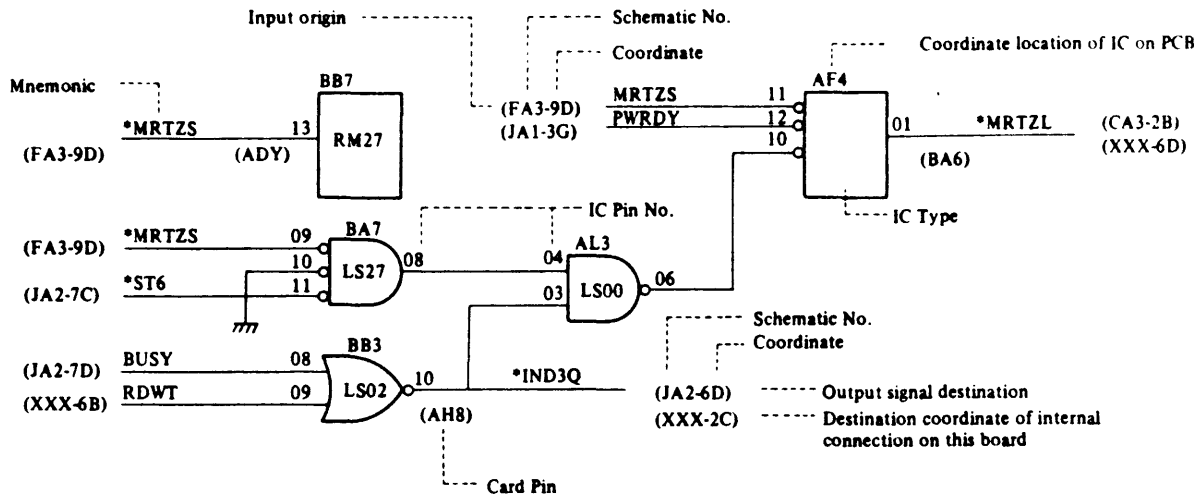 Input origin
Schematic No.
Coordinate
Coordinate location of IC on PCB
Mnemonic
BB7
AF4
(FA3-9D)
(JA1-3G)
MRTZS
11
PWRDY
12
10
01
*MRTZL
(CA3-2B)
(XXX-6D)
(BA6)
*MRTZS
13
(FA3-9D)
(ADY)
RM27
IC Pin No.
IC Type
BA7
AL3
(FA3-9D)
*MRTZS
09
10
LS27
08
04
(JA2-7C)
*ST6
11
03
LS00
06
Schematic No.
Coordinate
BB3
(JA2-7D)
BUSY
08
(XXX-6B)
RDWT
09
LS02
10
*IND3Q
(AH8)
(JA2-6D)
Output signal destination
(XXX-2C)
Destination coordinate of internal
connection on this board
Card Pin